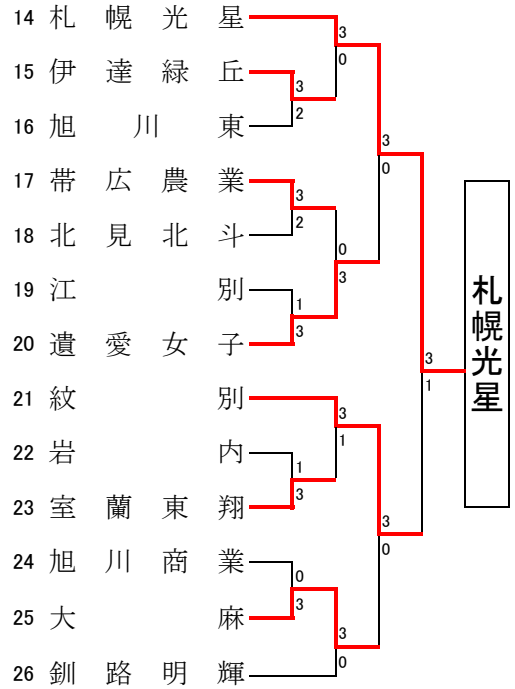 14 札幌光星
3
0
15 伊達緑丘
3
2
16 旭川東
3
0
17 帯広農業
3
2
18 北見北斗
0
3
19 江別
1
3
20 遺愛女子
札幌光星
3
1
21 紋別
3
1
22 岩内
1
3
23 室蘭東翔
3
0
24 旭川商業
0
3
25 大麻
3
0
26 釧路明輝